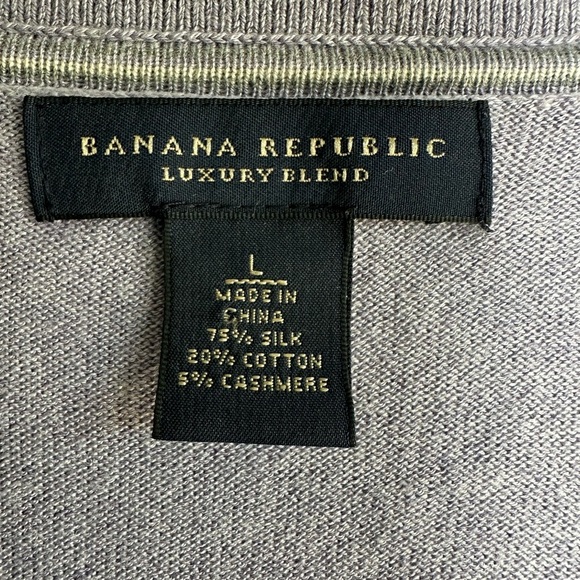 BANANA REPUBLIC
LUXURY BLEND
L
MADE IN
CHINA
75% SILK
20% COTTON
5% CASHMERE